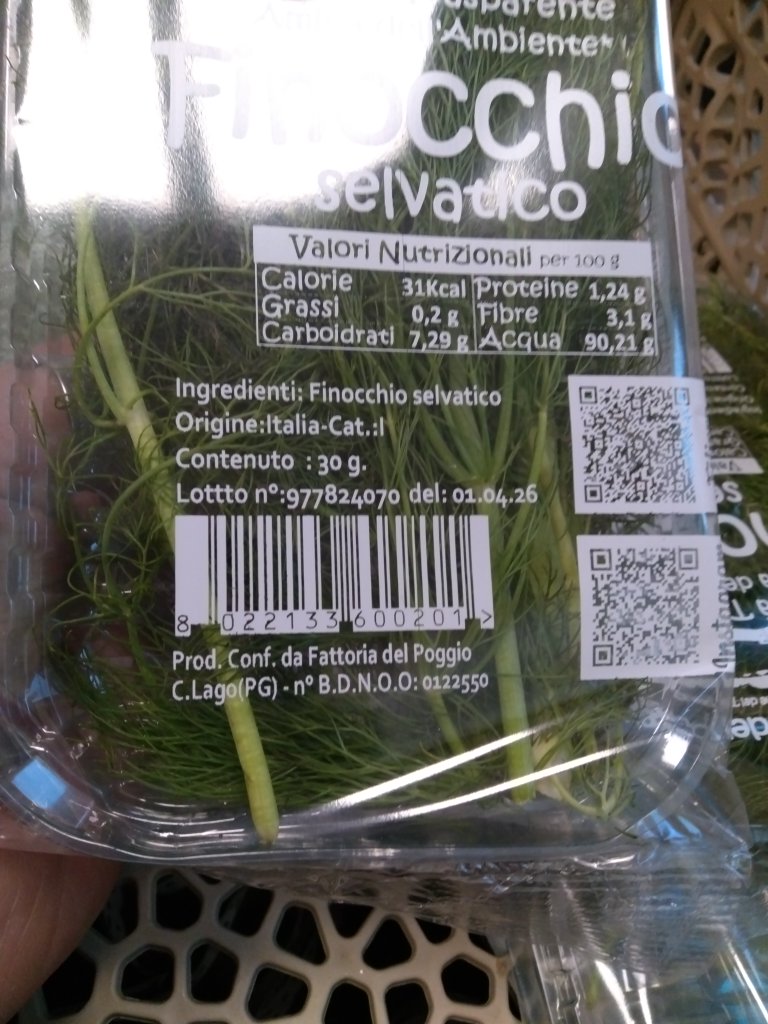 dell'Ambiente*
Finocchio
selvatico
Valori Nutrizionali per 100 g
Calorie 31Kcal Proteine 1,24 g
Grassi 0,2 g Fibre 3,1 g
Carboidrati 7,29 g Acqua 90,21 g
Ingredienti: Finocchio selvatico
Origine:Italia-Cat.:I
Contenuto : 30 g.
Lottto n°:977824070 del: 01.04.26
8 022133 600201 >
Prod. Conf. da Fattoria del Poggio
C.Lago(PG) - n° B.D.N.O.O: 0122550